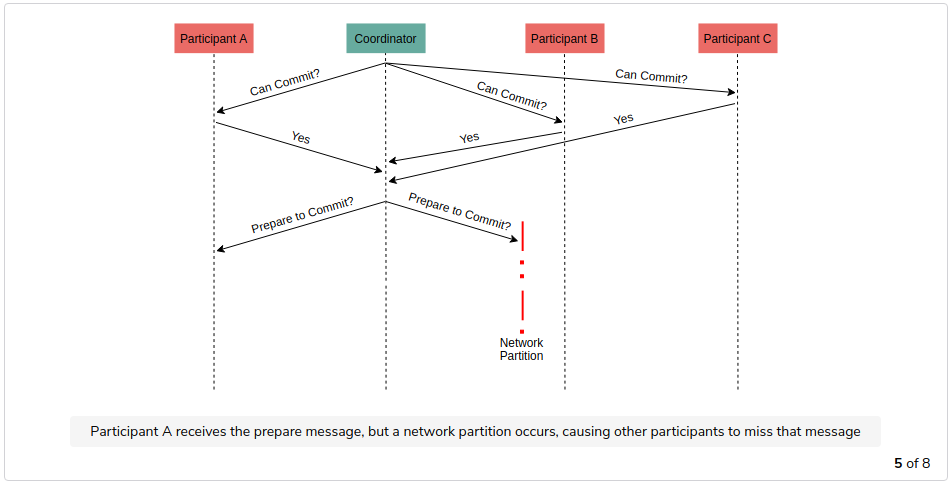 Participant A
Coordinator
Participant B
Participant C
Can Commit?
Can Commit?
Can Commit?
Yes
Yes
Yes
Prepare to Commit?
Prepare to Commit?
Network
Partition
Participant A receives the prepare message, but a network partition occurs, causing other participants to miss that message
5 of 8